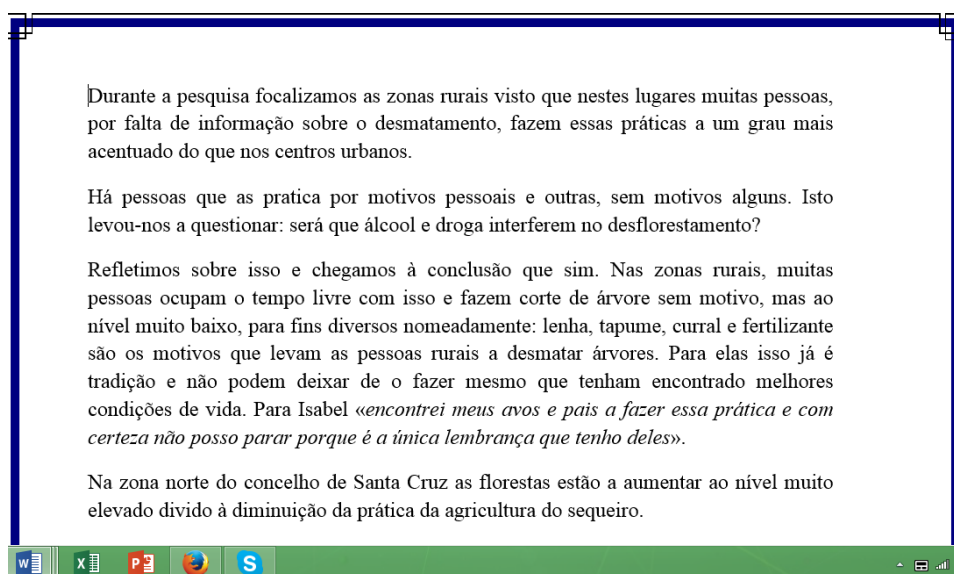 Durante a pesquisa focalizamos as zonas rurais visto que nestes lugares muitas pessoas,
por falta de informação sobre o desmatamento, fazem essas práticas a um grau mais
acentuado do que nos centros urbanos.
Há pessoas que as pratica por motivos pessoais e outras, sem motivos alguns. Isto
levou-nos a questionar: será que álcool e droga interferem no desflorestamento?
Refletimos sobre isso e chegamos à conclusão que sim. Nas zonas rurais, muitas
pessoas ocupam o tempo livre com isso e fazem corte de árvore sem motivo, mas ao
nível muito baixo, para fins diversos nomeadamente: lenha, tapume, curral e fertilizante
são os motivos que levam as pessoas rurais a desmatar árvores. Para elas isso já é
tradição e não podem deixar de o fazer mesmo que tenham encontrado melhores
condições de vida. Para Isabel «encontrei meus avos e pais a fazer essa prática e com
certeza não posso parar porque é a única lembrança que tenho deles».
Na zona norte do concelho de Santa Cruz as florestas estão a aumentar ao nível muito
elevado divido à diminuição da prática da agricultura do sequeiro.